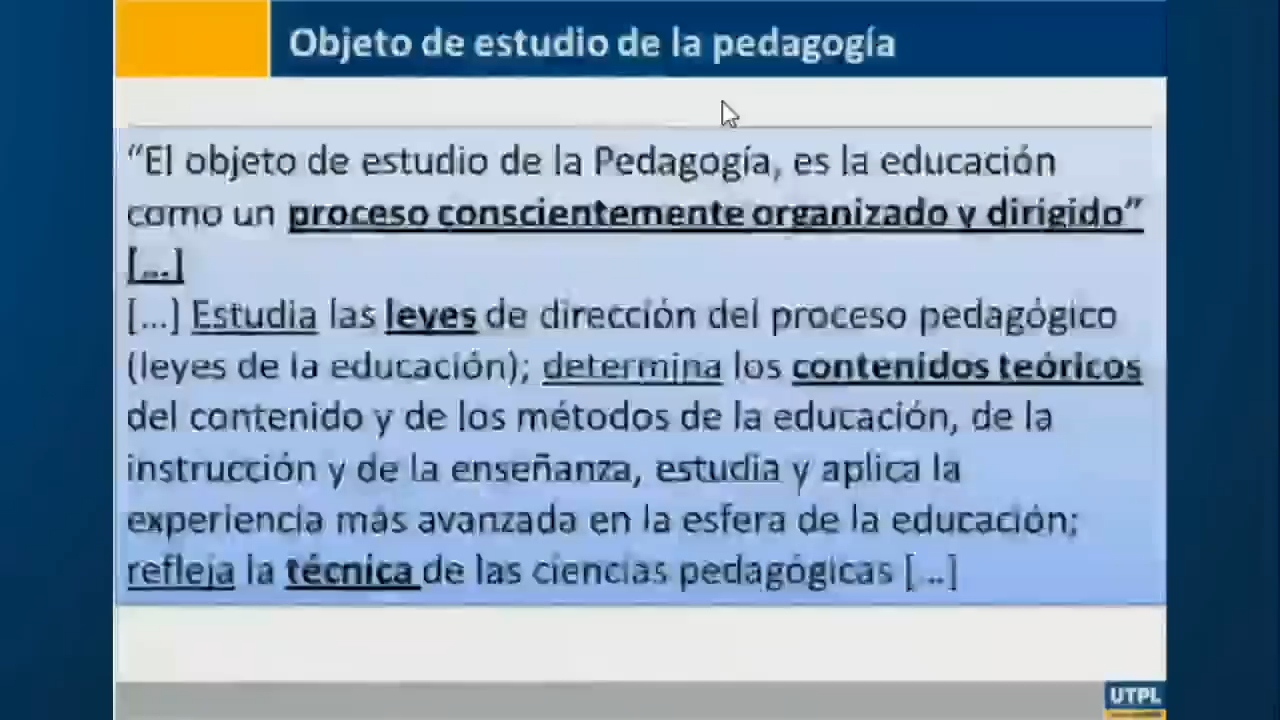 Objeto de estudio de la pedagogía
“El objeto de estudio de la Pedagogía, es la educación
como un proceso conscientemente organizado y dirigido”
[...]
[...] Estudia las leyes de dirección del proceso pedagógico
(leyes de la educación); determina los contenidos teóricos
del contenido y de los métodos de la educación, de la
instrucción y de la enseñanza, estudia y aplica la
experiencia más avanzada en la esfera de la educación;
refleja la técnica de las ciencias pedagógicas [...]
UTPL